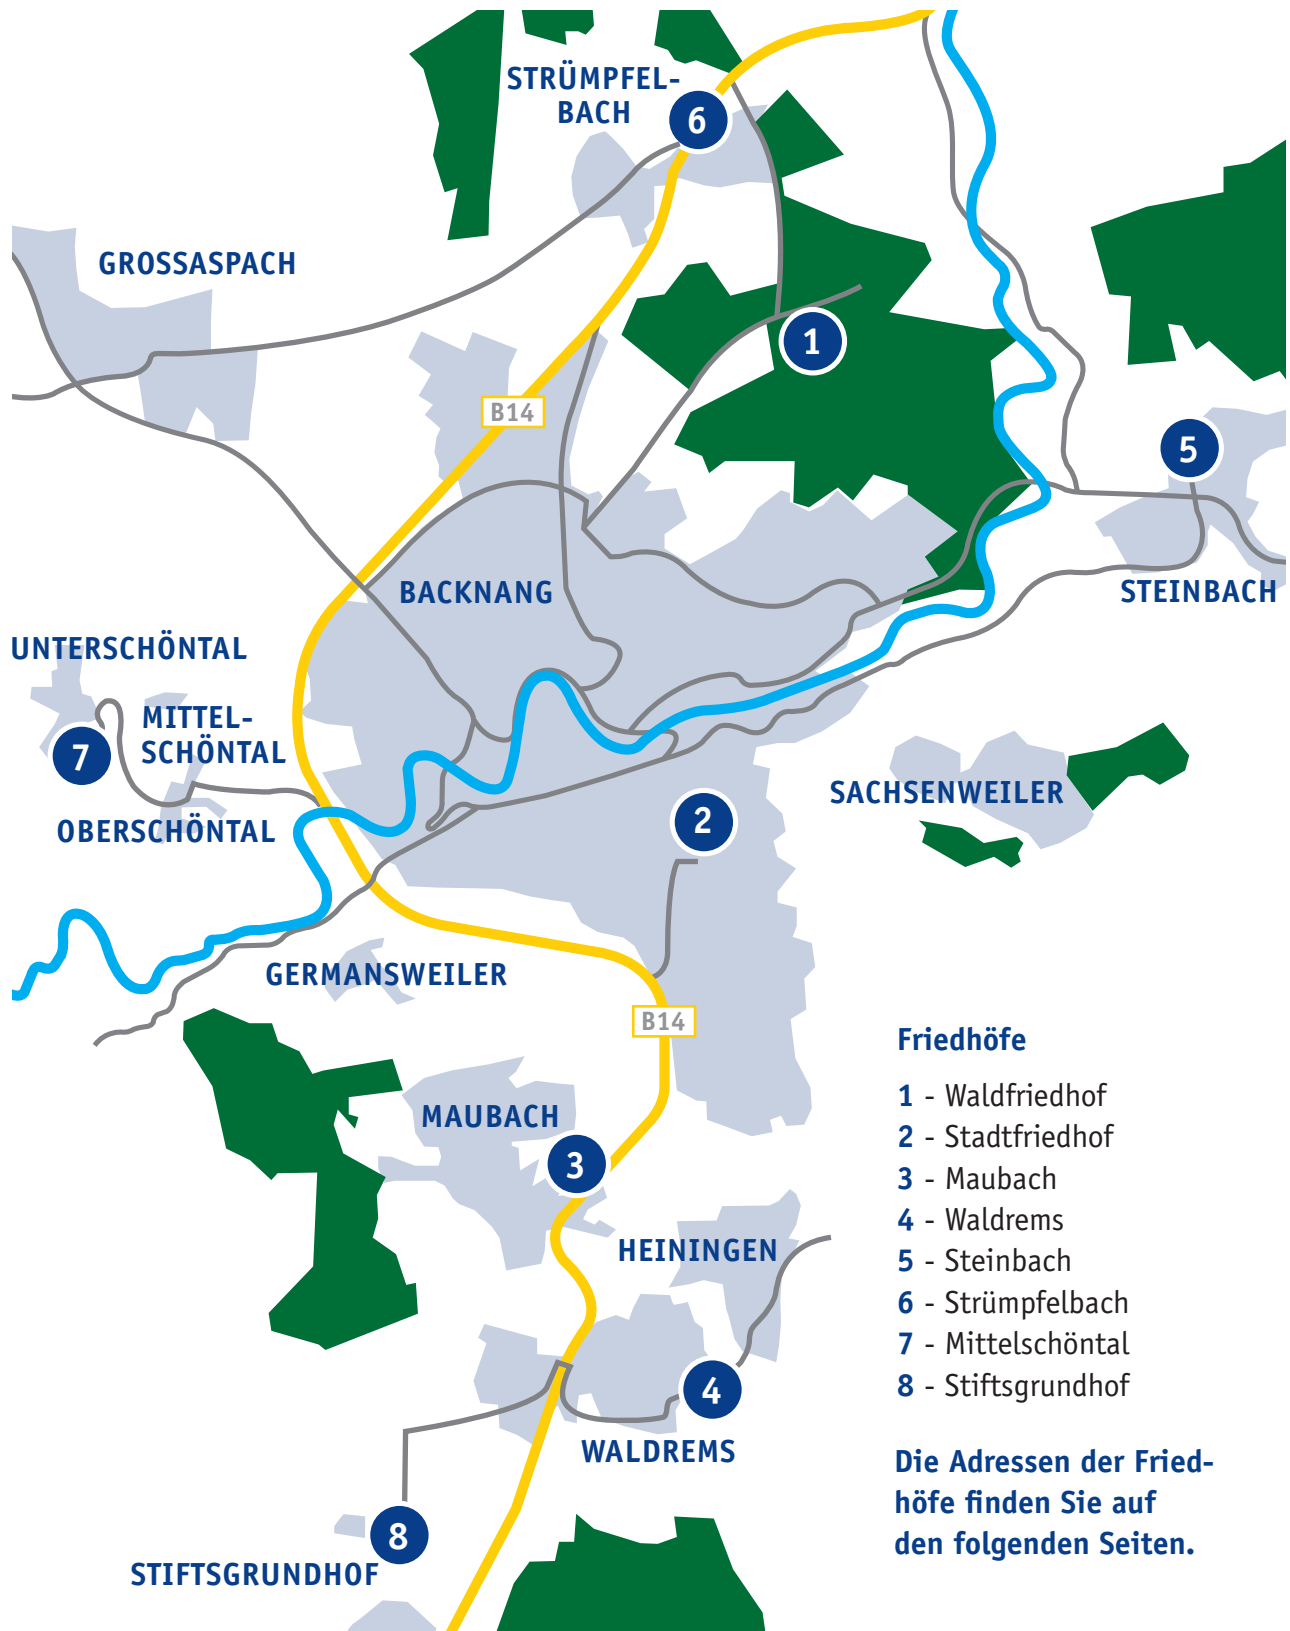 STRÜMPFEL-
BACH
6
GROSSASPACH
1
B14
5
BACKNANG
STEINBACH
UNTERSCHÖNTAL
MITTEL-
SCHÖNTAL
7
SACHSENWEILER
2
OBERSCHÖNTAL
GERMANSWEILER
B14
MAUBACH
3
HEININGEN
4
WALDREMS
8
STIFTSGRUNDHOF
Friedhöfe
1 - Waldfriedhof
2 - Stadtfriedhof
3 - Maubach
4 - Waldrems
5 - Steinbach
6 - Strümpfelbach
7 - Mittelschöntal
8 - Stiftsgrundhof
Die Adressen der Fried-
höfe finden Sie auf
den folgenden Seiten.